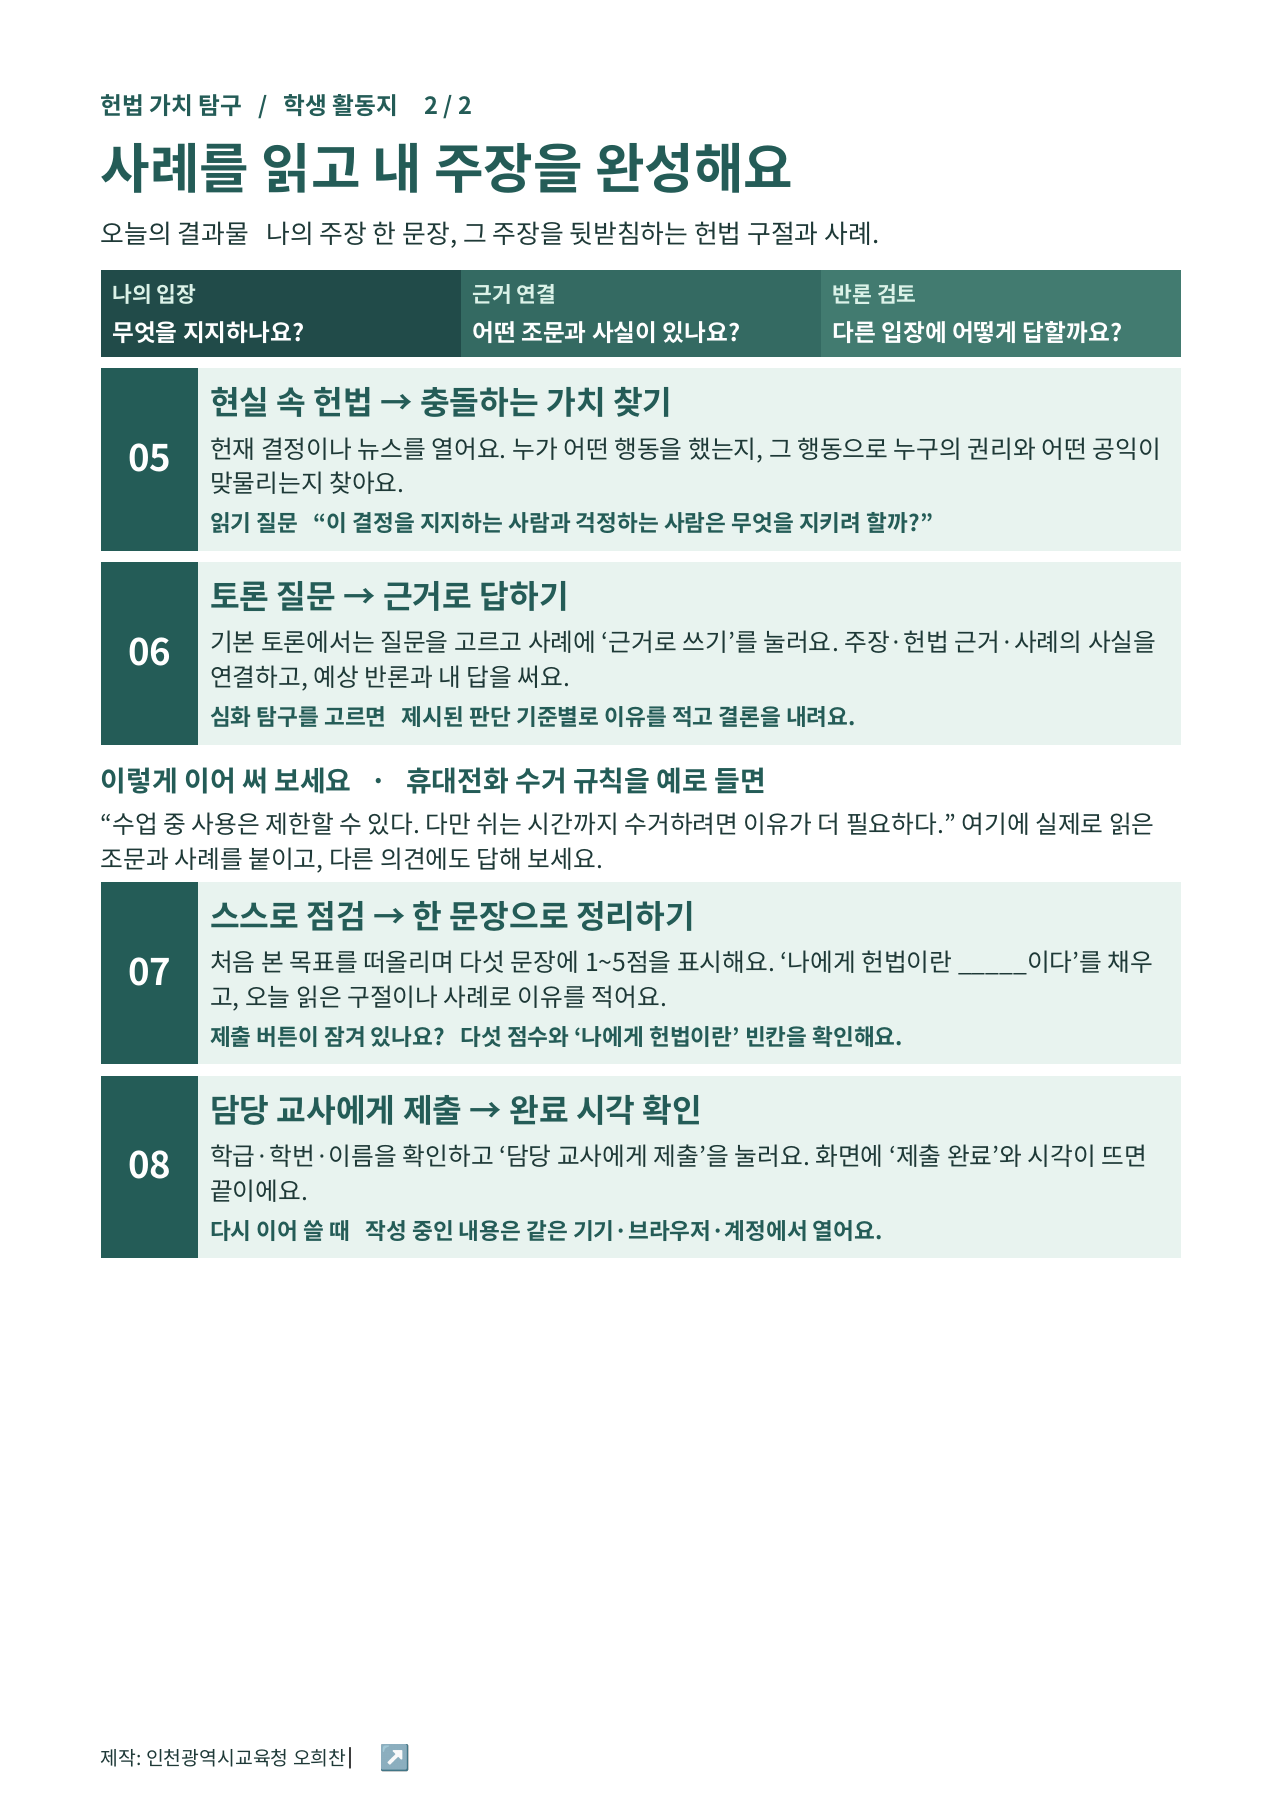 헌법 가치 탐구 / 학생 활동지 2 / 2
사례를 읽고 내 주장을 완성해요
오늘의 결과물 나의 주장 한 문장, 그 주장을 뒷받침하는 헌법 구절과 사례.
나의 입장
무엇을 지지하나요?
근거 연결
어떤 조문과 사실이 있나요?
반론 검토
다른 입장에 어떻게 답할까요?
05
현실 속 헌법 → 충돌하는 가치 찾기
헌재 결정이나 뉴스를 열어요. 누가 어떤 행동을 했는지, 그 행동으로 누구의 권리와 어떤 공익이
맞물리는지 찾아요.
읽기 질문 “이 결정을 지지하는 사람과 걱정하는 사람은 무엇을 지키려 할까?”
06
토론 질문 → 근거로 답하기
기본 토론에서는 질문을 고르고 사례에 ‘근거로 쓰기’를 눌러요. 주장·헌법 근거·사례의 사실을
연결하고, 예상 반론과 내 답을 써요.
심화 탐구를 고르면 제시된 판단 기준별로 이유를 적고 결론을 내려요.
이렇게 이어 써 보세요 · 휴대전화 수거 규칙을 예로 들면
“수업 중 사용은 제한할 수 있다. 다만 쉬는 시간까지 수거하려면 이유가 더 필요하다.” 여기에 실제로 읽은
조문과 사례를 붙이고, 다른 의견에도 답해 보세요.
07
스스로 점검 → 한 문장으로 정리하기
처음 본 목표를 떠올리며 다섯 문장에 1~5점을 표시해요. ‘나에게 헌법이란 _____이다’를 채우
고, 오늘 읽은 구절이나 사례로 이유를 적어요.
제출 버튼이 잠겨 있나요? 다섯 점수와 ‘나에게 헌법이란’ 빈칸을 확인해요.
08
담당 교사에게 제출 → 완료 시각 확인
학급·학번·이름을 확인하고 ‘담당 교사에게 제출’을 눌러요. 화면에 ‘제출 완료’와 시각이 뜨면
끝이에요.
다시 이어 쓸 때 작성 중인 내용은 같은 기기·브라우저·계정에서 열어요.
제작: 인천광역시교육청 오희찬| ↗